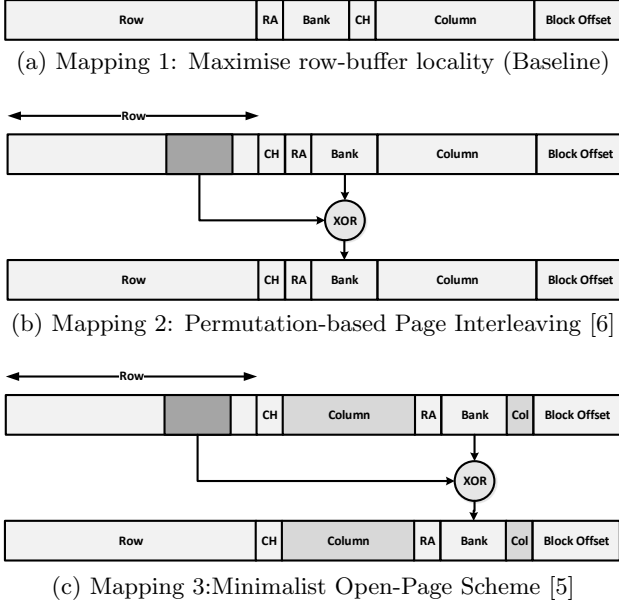 Row RA Bank CH Column Block Offset
(a) Mapping 1: Maximise row-buffer locality (Baseline)
Row
CH RA Bank Column Block Offset
XOR
Row CH RA Bank Column Block Offset
(b) Mapping 2: Permutation-based Page Interleaving [6]
Row
CH Column RA Bank Col Block Offset
XOR
Row CH Column RA Bank Col Block Offset
(c) Mapping 3:Minimalist Open-Page Scheme [5]